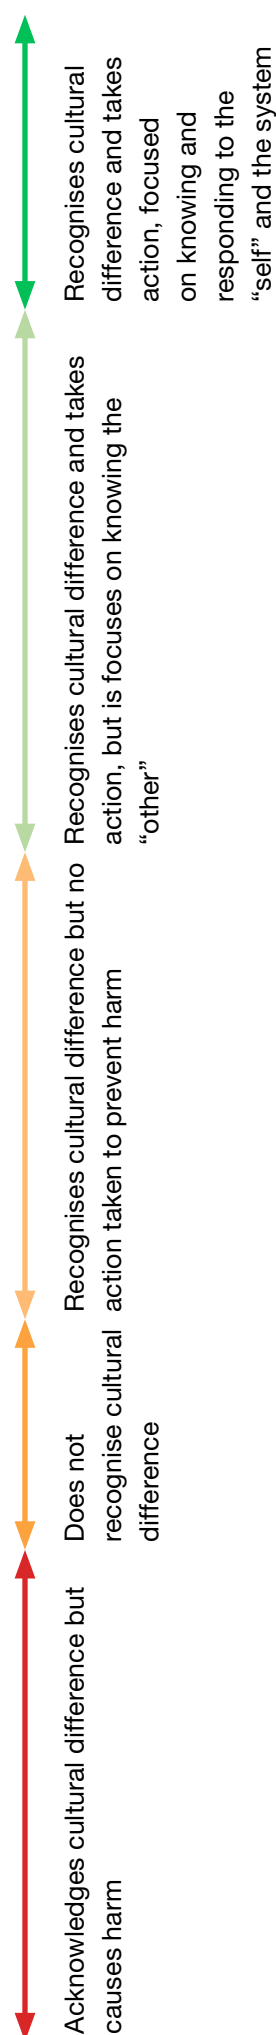 Acknowledges cultural difference but
causes harm
Does not
recognise cultural
difference
Recognises cultural difference but no
action taken to prevent harm
Recognises cultural difference and takes
action, but is focuses on knowing the
“other”
Recognises cultural
difference and takes
action, focused
on knowing and
responding to the
“self” and the system